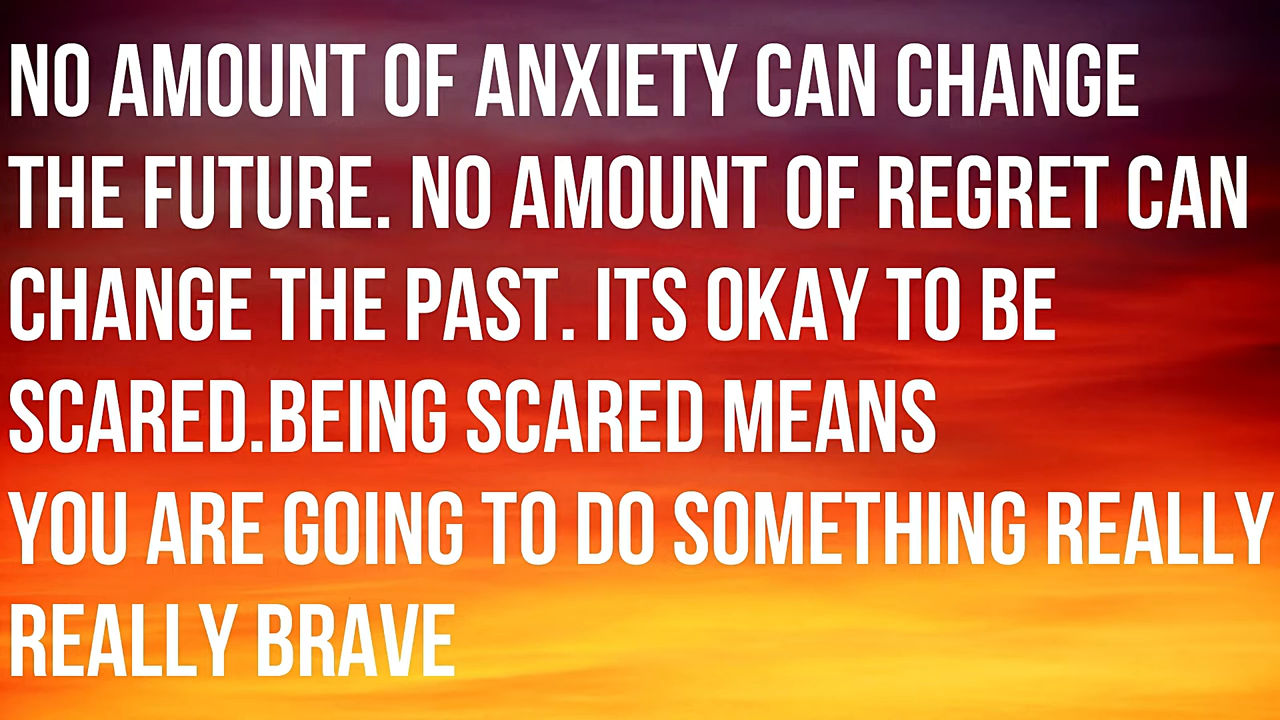 NO AMOUNT OF ANXIETY CAN CHANGE
THE FUTURE. NO AMOUNT OF REGRET CAN
CHANGE THE PAST. ITS OKAY TO BE
SCARED.BEING SCARED MEANS
YOU ARE GOING TO DO SOMETHING REALLY
REALLY BRAVE